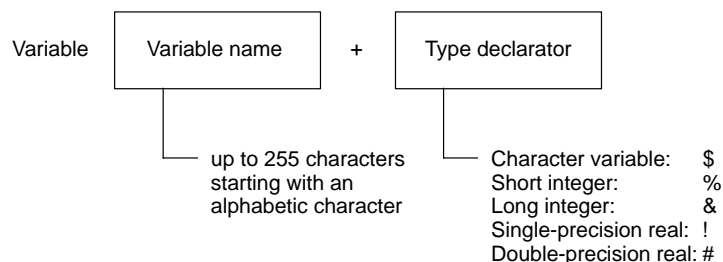 Variable Variable name + Type declarator
up to 255 characters
starting with an
alphabetic character
Character variable: $
Short integer: %
Long integer: &
Single-precision real: !
Double-precision real: #